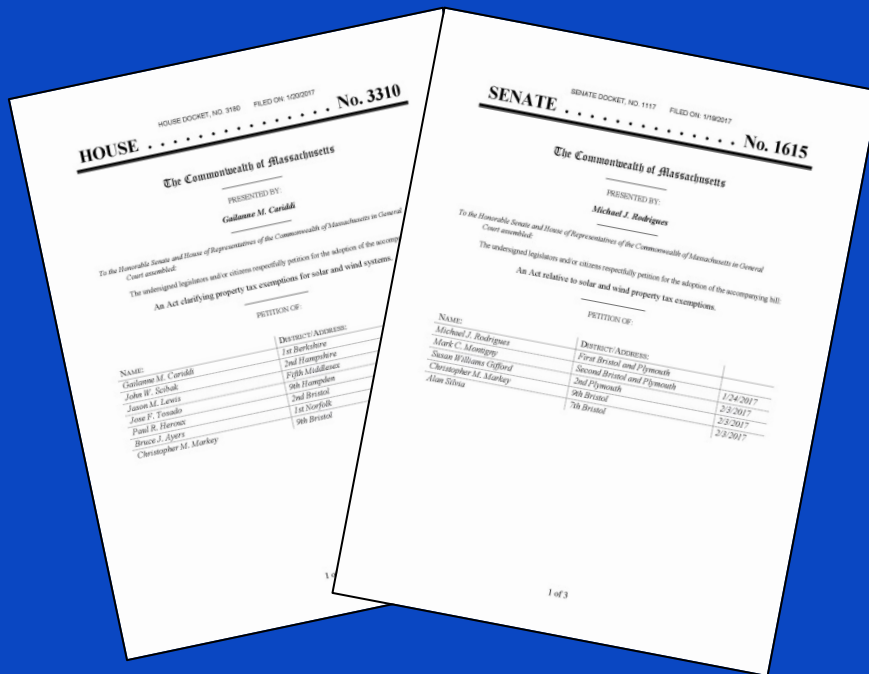 HOUSE DOCKET, NO. 3180 FILED ON: 1/20/2017
HOUSE . . . . . . . . . . . . . . . No. 3310
The Commonwealth of Massachusetts
PRESENTED BY:
Gailanne M. Cariddi
To the Honorable Senate and House of Representatives of the Commonwealth of Massachusetts in General
Court assembled:
The undersigned legislators and/or citizens respectfully petition for the adoption of the
An Act clarifying property tax exemptions for solar and wind systems.
PETITION OF:
NAME: DISTRICT/ADDRESS:
Gailanne M. Cariddi 1st Berkshire
John W. Scibak 2nd Hampshire
Jason M. Lewis Fifth Middlesex
Jose F. Tosado 9th Hampden
Paul R. Heroux 2nd Bristol
Bruce J. Ayers 1st Norfolk
Christopher M. Markey 9th Bristol
1
SENATE DOCKET, NO. 1117 FILED ON: 1/19/2017
SENATE . . . . . . . . . . . . . . No. 1615
The Commonwealth of Massachusetts
PRESENTED BY:
Michael J. Rodrigues
To the Honorable Senate and House of Representatives of the Commonwealth of Massachusetts in General
Court assembled:
The undersigned legislators and/or citizens respectfully petition for the adoption of the accompanying bill:
An Act relative to solar and wind property tax exemptions.
PETITION OF:
NAME: DISTRICT/ADDRESS:
Michael J. Rodrigues First Bristol and Plymouth
Mark C. Montigny Second Bristol and Plymouth 1/24/2017
Susan Williams Gifford 2nd Plymouth 2/3/2017
Christopher M. Markey 9th Bristol 2/3/2017
Alan Silvia 7th Bristol 2/3/2017
1 of 3